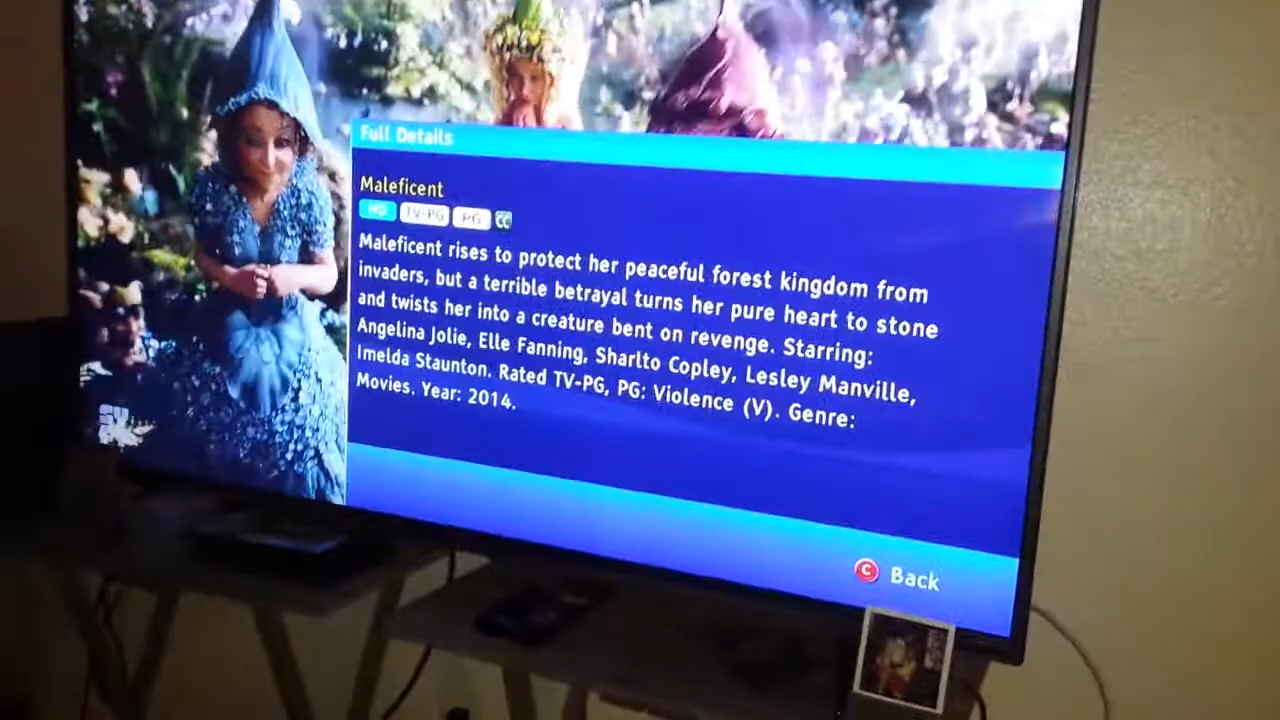 Full Details
Maleficent
HD TV-PG PG CC
Maleficent rises to protect her peaceful forest kingdom from
invaders, but a terrible betrayal turns her pure heart to stone
and twists her into a creature bent on revenge. Starring:
Angelina Jolie, Elle Fanning, Sharlto Copley, Lesley Manville,
Imelda Staunton. Rated TV-PG, PG: Violence (V). Genre:
Movies. Year: 2014.
C Back